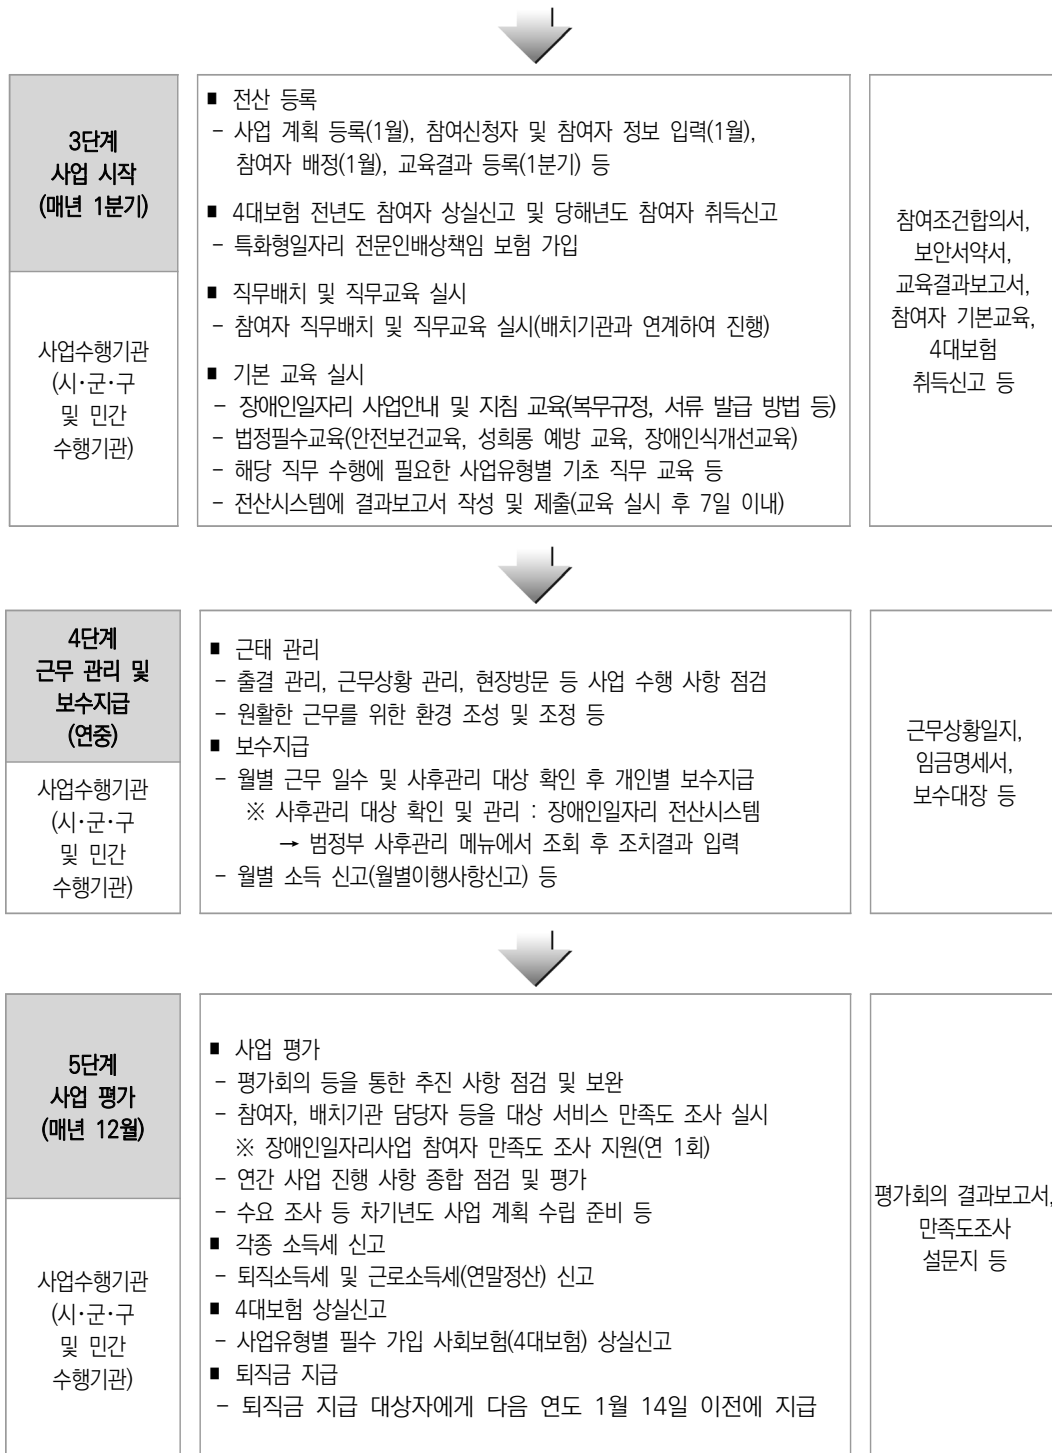 3단계
사업 시작
(매년 1분기)
사업수행기관
(시·군·구
및 민간
수행기관)
■ 전산 등록
- 사업 계획 등록(1월), 참여신청자 및 참여자 정보 입력(1월),
참여자 배정(1월), 교육결과 등록(1분기) 등
■ 4대보험 전년도 참여자 상실신고 및 당해년도 참여자 취득신고
- 특화형일자리 전문인배상책임 보험 가입
■ 직무배치 및 직무교육 실시
- 참여자 직무배치 및 직무교육 실시(배치기관과 연계하여 진행)
■ 기본 교육 실시
- 장애인일자리 사업안내 및 지침 교육(복무규정, 서류 발급 방법 등)
- 법정필수교육(안전보건교육, 성희롱 예방 교육, 장애인식개선교육)
- 해당 직무 수행에 필요한 사업유형별 기초 직무 교육 등
- 전산시스템에 결과보고서 작성 및 제출(교육 실시 후 7일 이내)
참여조건합의서,
보안서약서,
교육결과보고서,
참여자 기본교육,
4대보험
취득신고 등
4단계
근무 관리 및
보수지급
(연중)
사업수행기관
(시·군·구
및 민간
수행기관)
■ 근태 관리
- 출결 관리, 근무상황 관리, 현장방문 등 사업 수행 사항 점검
- 원활한 근무를 위한 환경 조성 및 조정 등
■ 보수지급
- 월별 근무 일수 및 사후관리 대상 확인 후 개인별 보수지급
※ 사후관리 대상 확인 및 관리 : 장애인일자리 전산시스템
→ 범정부 사후관리 메뉴에서 조회 후 조치결과 입력
- 월별 소득 신고(월별이행사항신고) 등
근무상황일지,
임금명세서,
보수대장 등
5단계
사업 평가
(매년 12월)
사업수행기관
(시·군·구
및 민간
수행기관)
■ 사업 평가
- 평가회의 등을 통한 추진 사항 점검 및 보완
- 참여자, 배치기관 담당자 등을 대상 서비스 만족도 조사 실시
※ 장애인일자리사업 참여자 만족도 조사 지원(연 1회)
- 연간 사업 진행 사항 종합 점검 및 평가
- 수요 조사 등 차기년도 사업 계획 수립 준비 등
■ 각종 소득세 신고
- 퇴직소득세 및 근로소득세(연말정산) 신고
■ 4대보험 상실신고
- 사업유형별 필수 가입 사회보험(4대보험) 상실신고
■ 퇴직금 지급
- 퇴직금 지급 대상자에게 다음 연도 1월 14일 이전에 지급
평가회의 결과보고서,
만족도조사
설문지 등